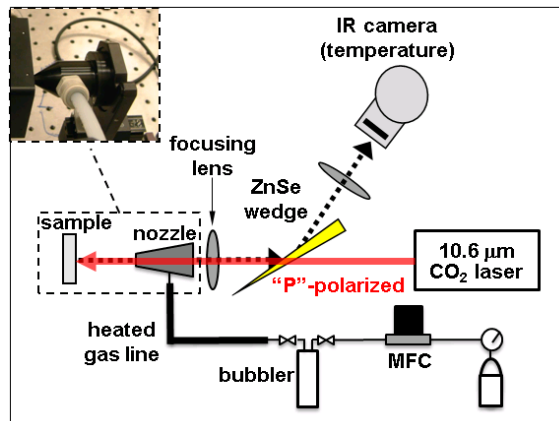 IR camera
(temperature)
focusing
lens
ZnSe
wedge
sample
nozzle
10.6 μm
CO₂ laser
“P”-polarized
heated
gas line
bubbler
MFC